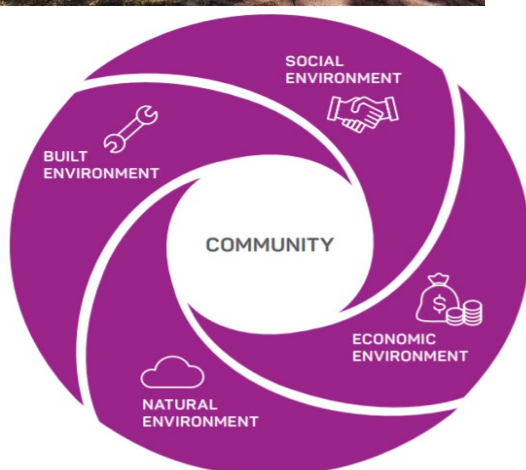 SOCIAL
ENVIRONMENT
BUILT
ENVIRONMENT
COMMUNITY
$
ECONOMIC
ENVIRONMENT
NATURAL
ENVIRONMENT